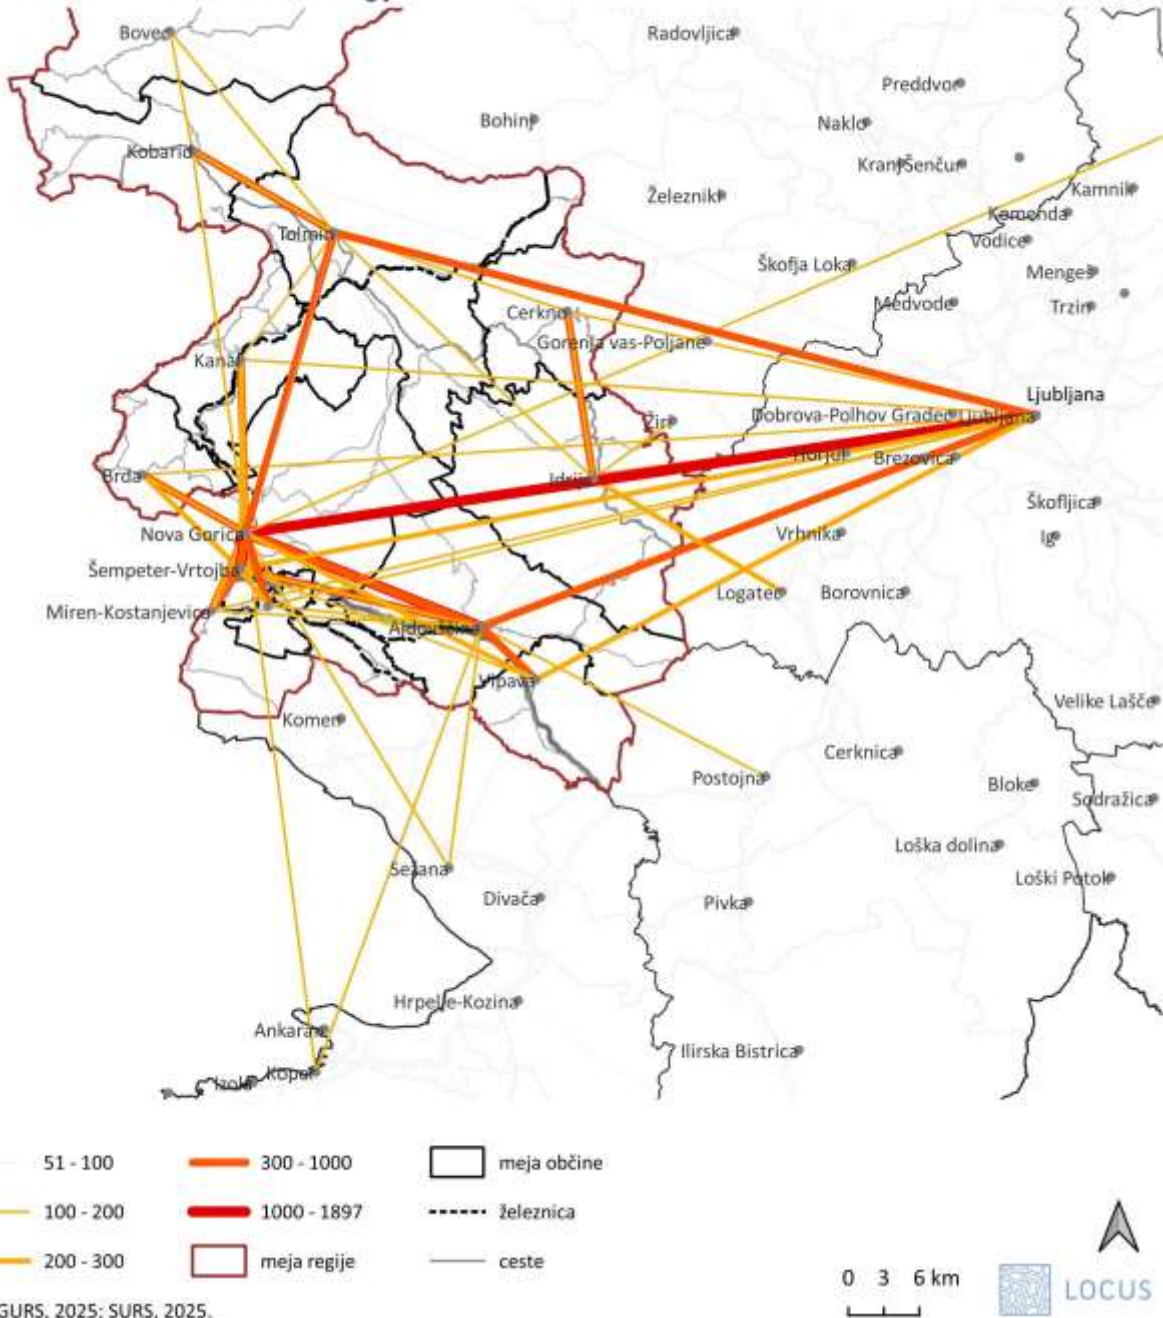 Bovec
Radovljica
Preddvor
Bohinj
Naklo
Kobarid
Kranj
Šenčur
Železniki
Kamnik
Komenda
Tolmin
Vodice
Škofja Loka
Mengeš
Medvode
Trzin
Cerkno
Gorenja vas-Poljane
Kanal
Ljubljana
Dobrova-Polhov Gradec
Ljubljana
Žiri
Horjul
Brezovica
Brda
Idrija
Škofljica
Nova Gorica
Vrhnika
Ig
Šempeter-Vrtojba
Logatec
Borovnica
Miren-Kostanjevica
Ajdovščina
Vipava
Velike Lašče
Komen
Cerknica
Postojna
Bloke
Sodražica
Loška dolina
Sežana
Loški Potok
Divača
Pivka
Hrpelje-Kozina
Ankaran
Ilirska Bistrica
Kopar
Izola
51 - 100
300 - 1000
meja občine
100 - 200
1000 - 1897
železnica
200 - 300
meja regije
ceste
0 3 6 km
LOCUS
GURS, 2025; SURS, 2025.